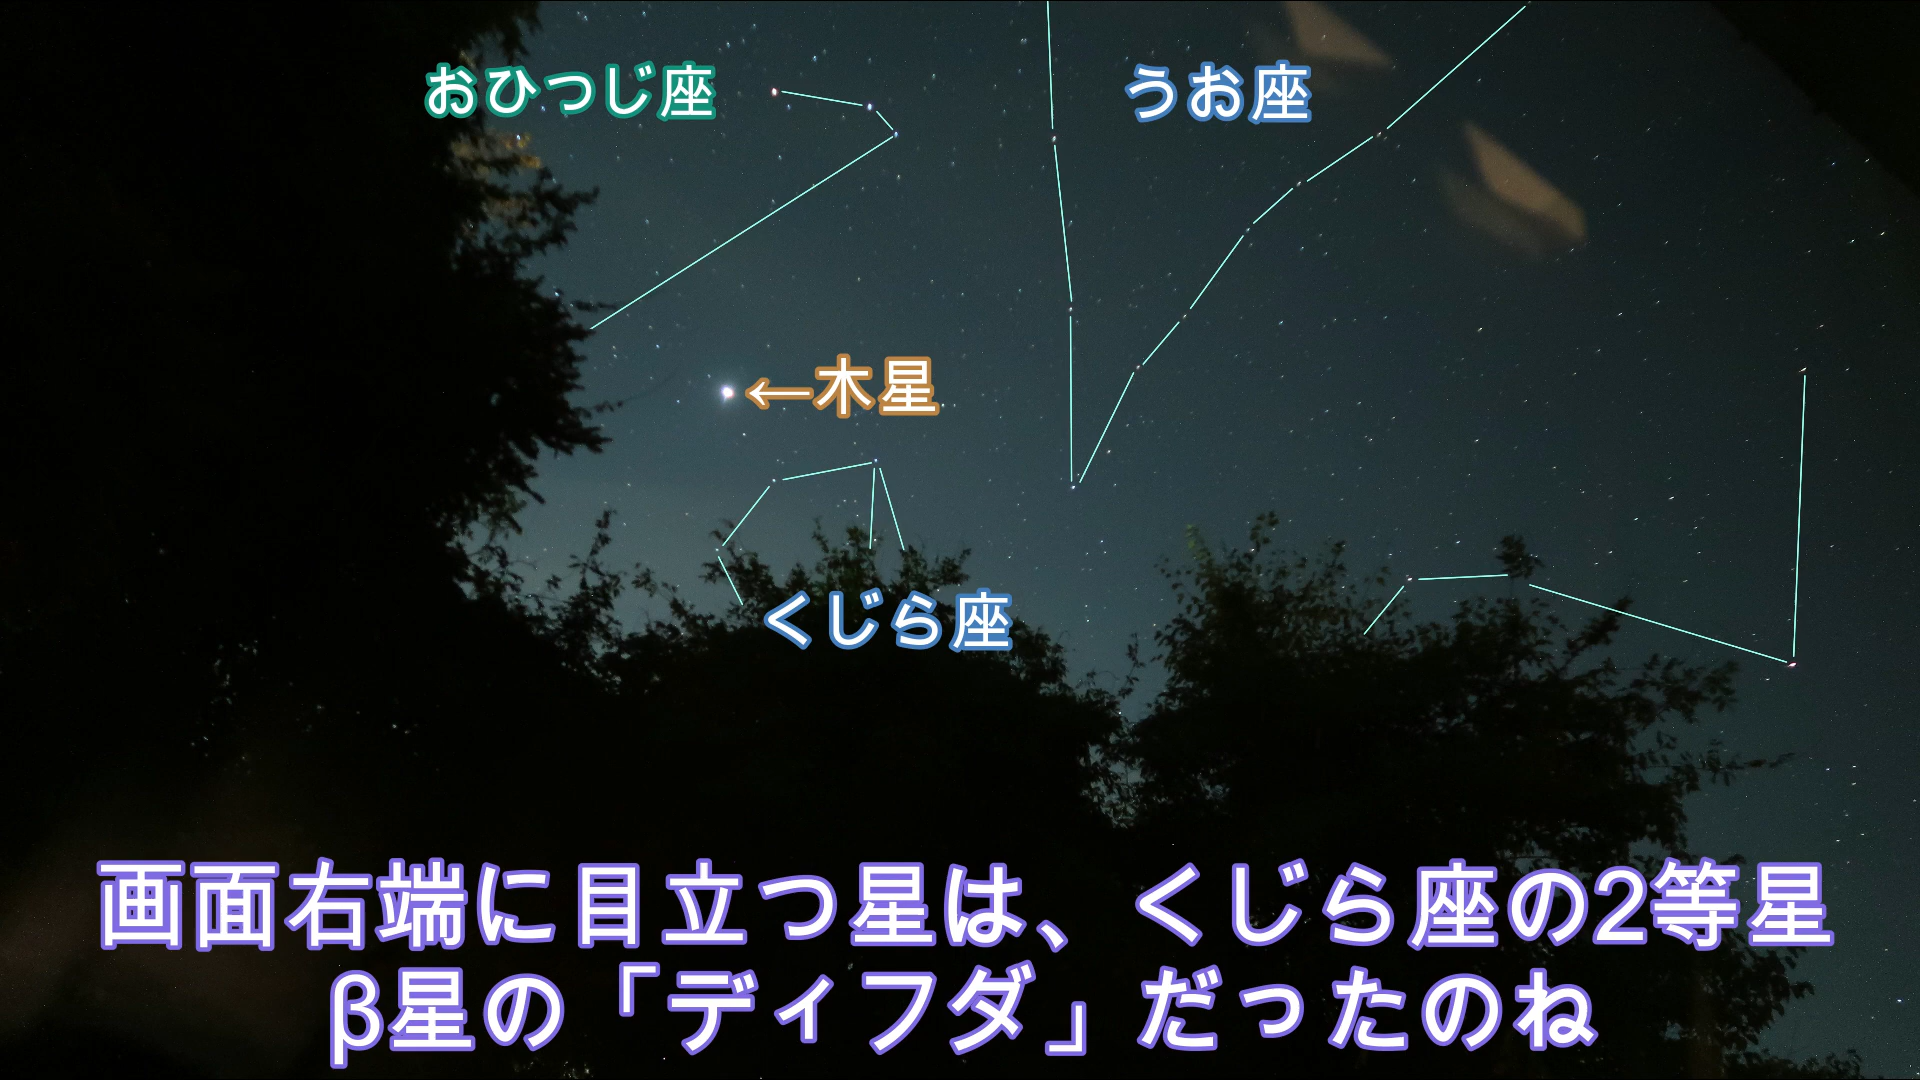 おひつじ座
うお座
←木星
くじら座
画面右端に目立つ星は、くじら座の2等星
β星の「ディフダ」だったのね